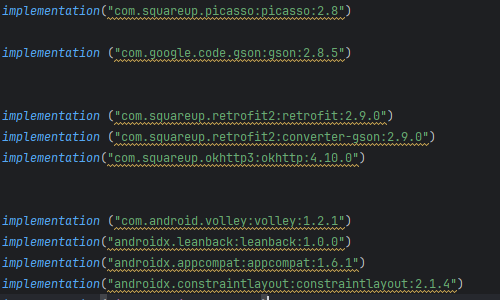 implementation("com.squareup.picasso:picasso:2.8")
implementation ("com.google.code.gson:gson:2.8.5")
implementation ("com.squareup.retrofit2:retrofit:2.9.0")
implementation ("com.squareup.retrofit2:converter-gson:2.9.0")
implementation("com.squareup.okhttp3:okhttp:4.10.0")
implementation ("com.android.volley:volley:1.2.1")
implementation("androidx.leanback:leanback:1.0.0")
implementation("androidx.appcompat:appcompat:1.6.1")
implementation("androidx.constraintlayout:constraintlayout:2.1.4")